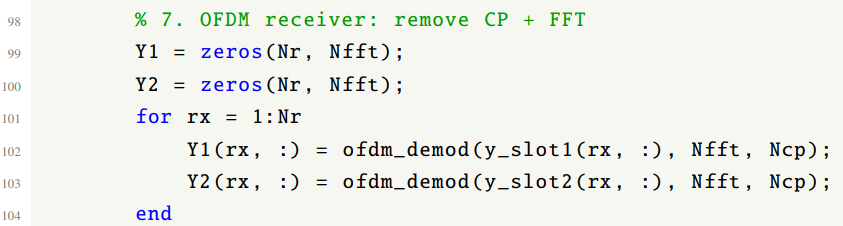 98 % 7. OFDM receiver: remove CP + FFT
99 Y1 = zeros(Nr, Nfft);
100 Y2 = zeros(Nr, Nfft);
101 for rx = 1:Nr
102 Y1(rx, :) = ofdm_demod(y_slot1(rx, :), Nfft, Ncp);
103 Y2(rx, :) = ofdm_demod(y_slot2(rx, :), Nfft, Ncp);
104 end